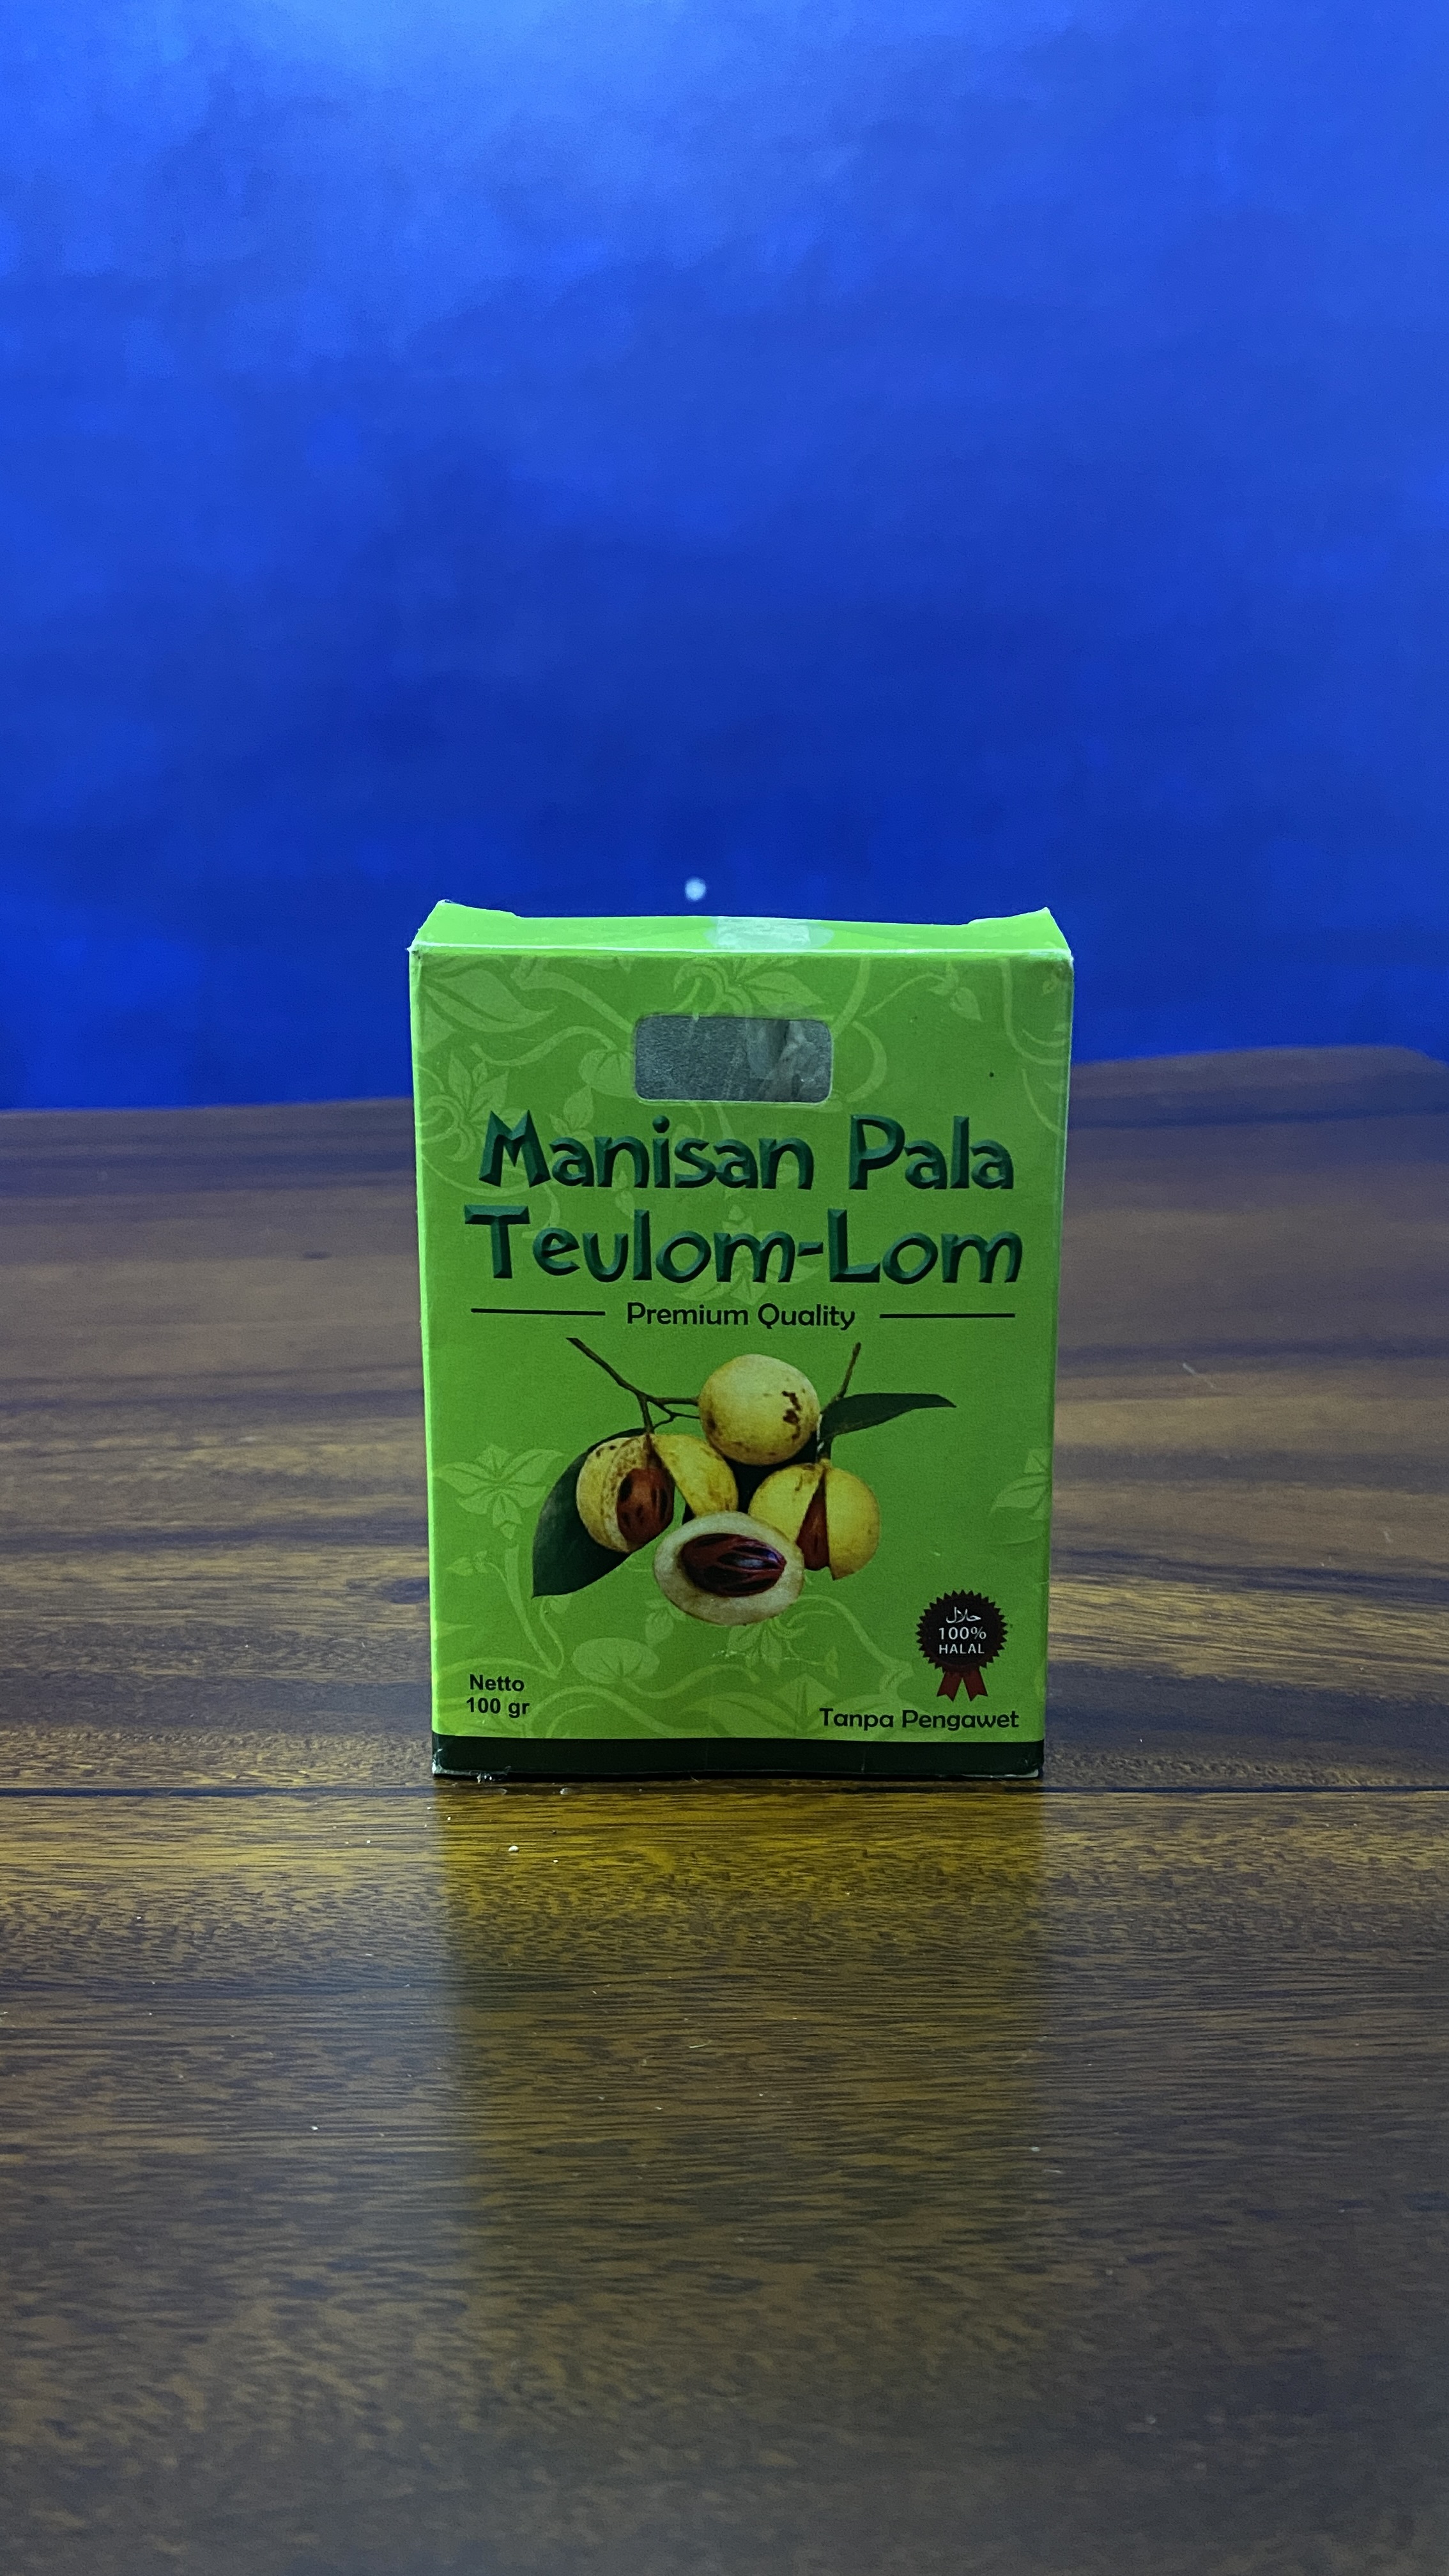 Manisan Pala
Teulom-Lom
Premium Quality
حلال
100%
HALAL
Netto
100 gr
Tanpa Pengawet